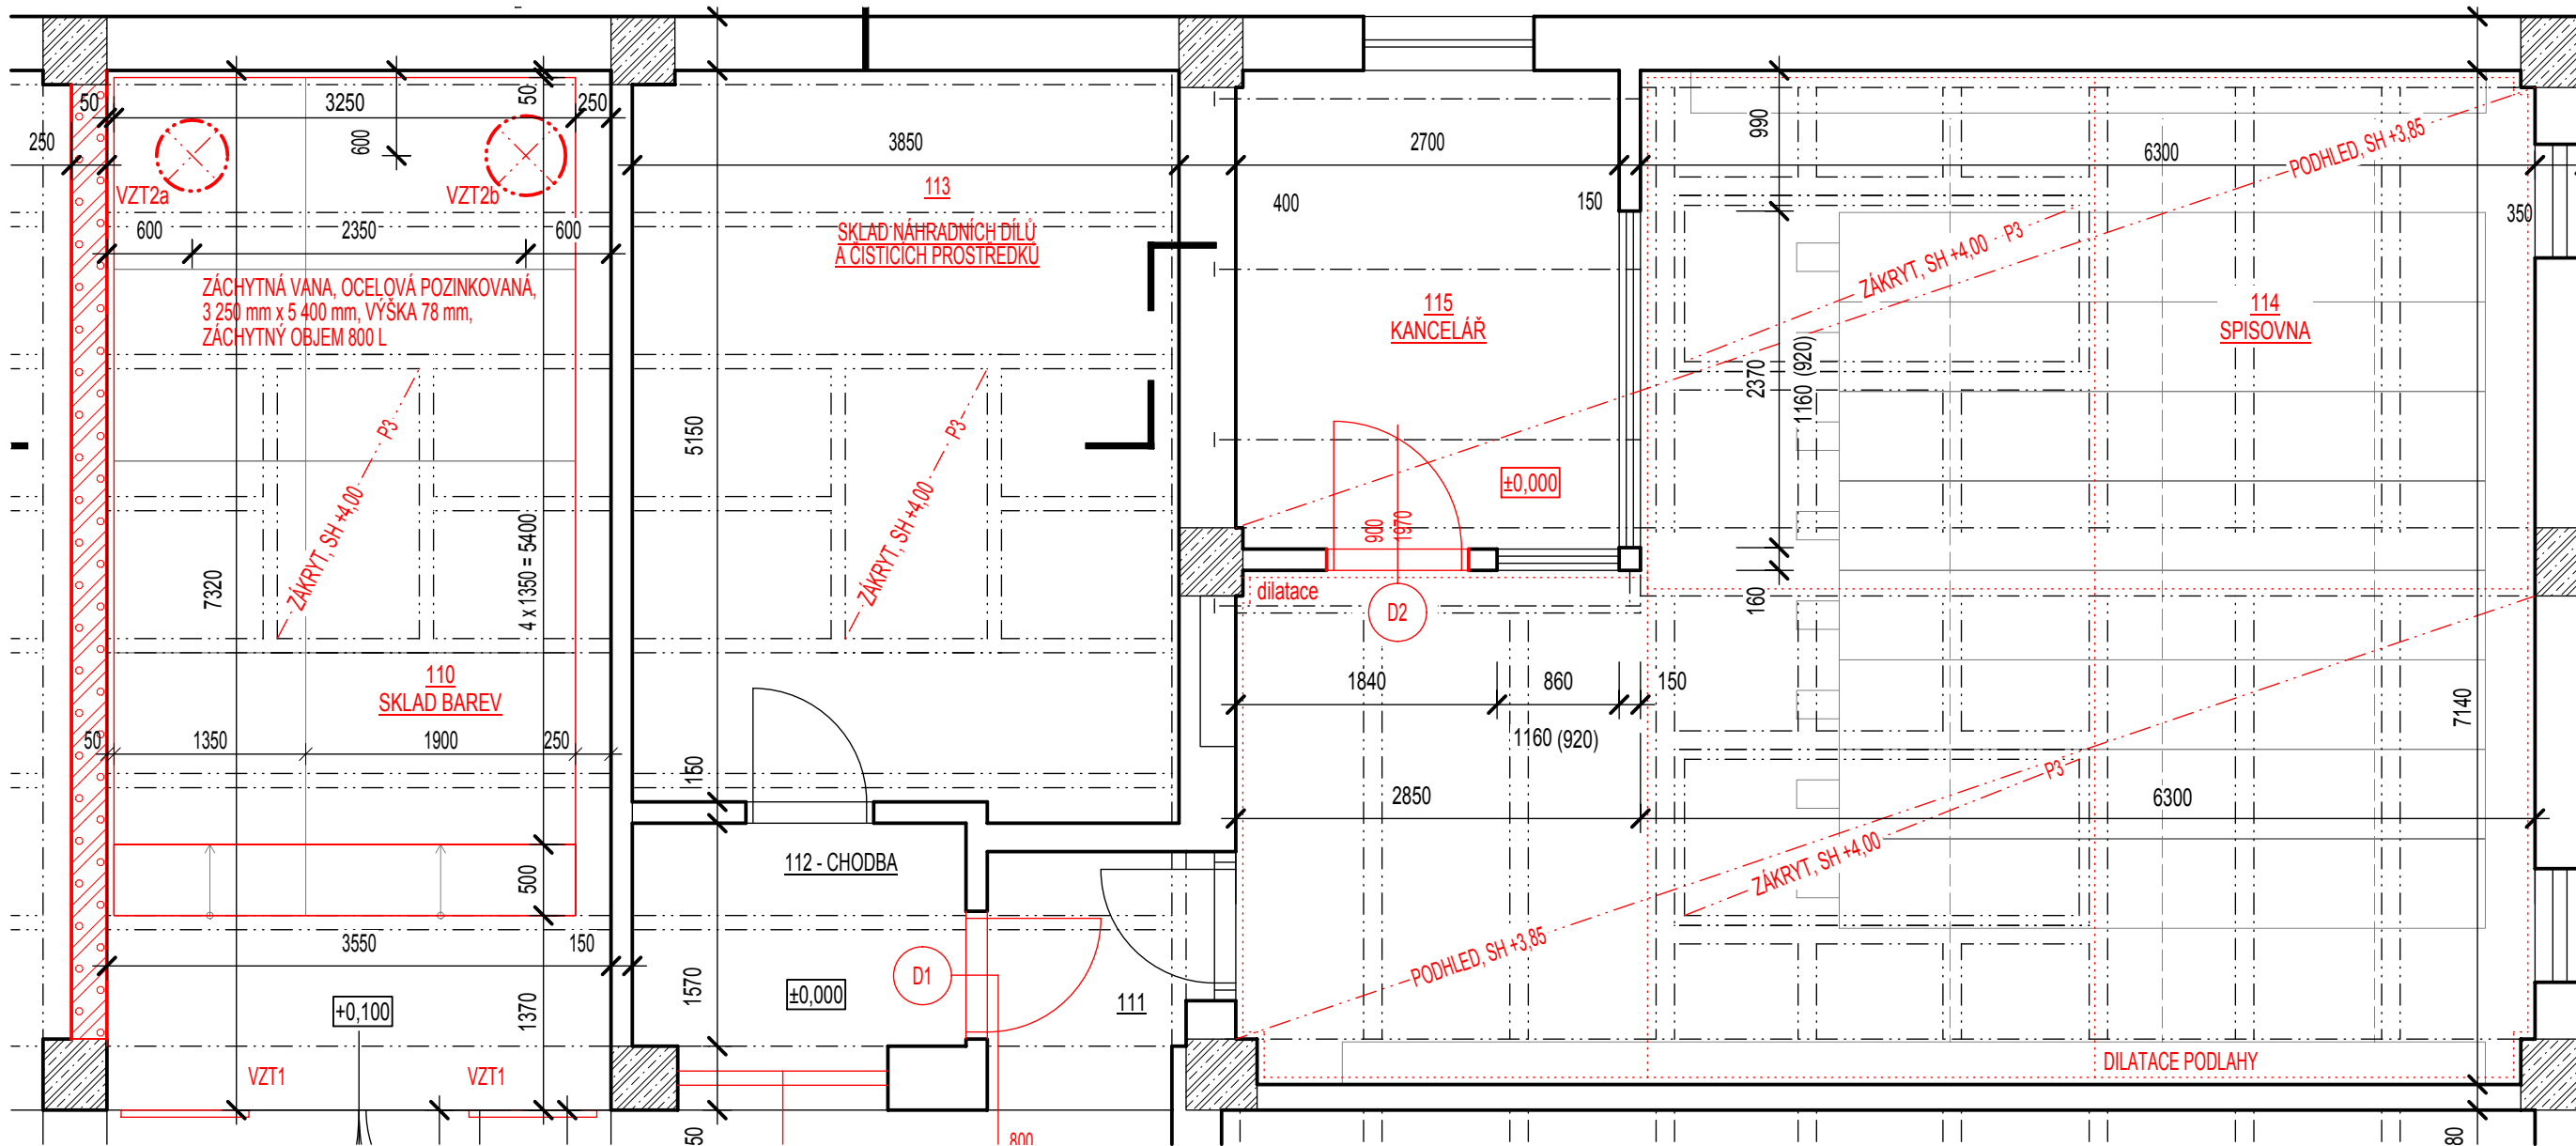 50
3250
50
250
250
600
VZT2a
VZT2b
600
2350
600
ZÁCHYTNÁ VANA, OCELOVÁ POZINKOVANÁ,
3 250 mm x 5 400 mm, VÝŠKA 78 mm,
ZÁCHYTNÝ OBJEM 800 L
ZÁKRYT, SH +4,00
P3
7320
4 x 1350 = 5400
110
SKLAD BAREV
50
1350
1900
250
500
3550
150
1370
+0,100
VZT1
VZT1
3850
113
SKLAD NÁHRADNÍCH DÍLŮ
A ČISTICÍCH PROSTŘEDKŮ
5150
ZÁKRYT, SH +4,00
P3
150
112 - CHODBA
1570
±0,000
D1
111
50
800
2700
400
150
115
KANCELÁŘ
±0,000
900
1970
dilatace
D2
1840
860
150
1160 (920)
2850
990
2370
1160 (920)
160
6300
PODHLED, SH +3,85
ZÁKRYT, SH +4,00
P3
350
114
SPISOVNA
7140
6300
P3
ZÁKRYT, SH +4,00
PODHLED, SH +3,85
DILATACE PODLAHY
80